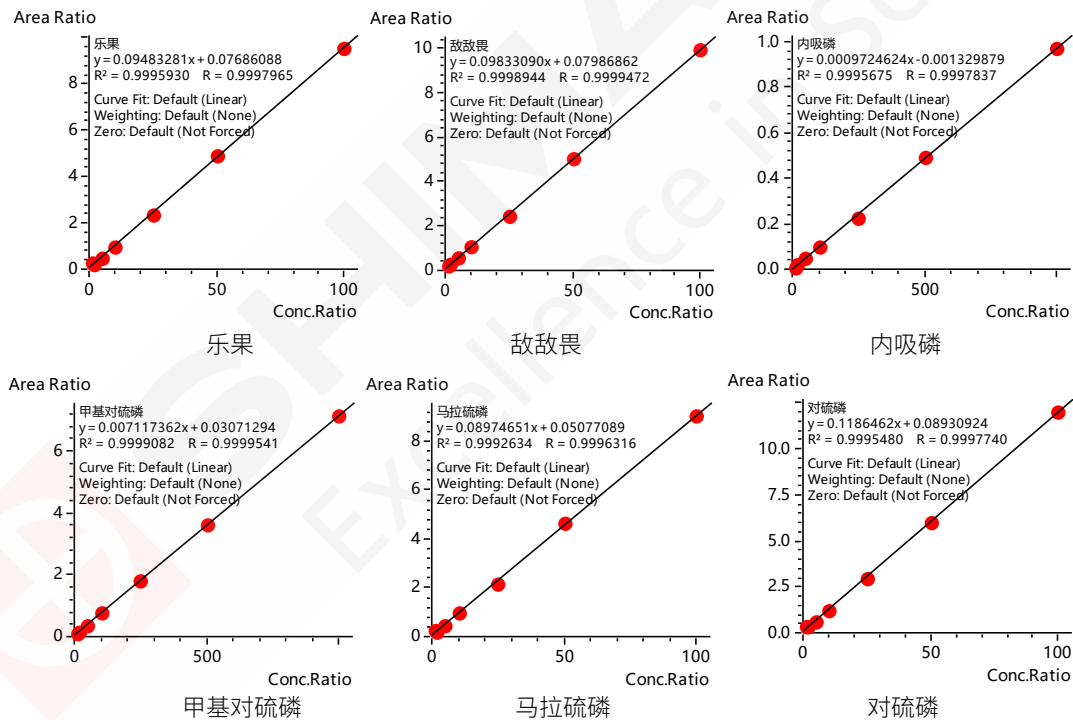 Area Ratio
乐果
y=0.09483281x+0.07686088
R²=0.9995930 R=0.9997965
Curve Fit: Default (Linear)
Weighting: Default (None)
Zero: Default (Not Forced)
8
6
4
2
0
0 50 100
Conc.Ratio
乐果
Area Ratio
敌敌畏
y=0.09833090x+0.07986862
R²=0.9998944 R=0.9999472
Curve Fit: Default (Linear)
Weighting: Default (None)
Zero: Default (Not Forced)
10
8
6
4
2
0
0 50 100
Conc.Ratio
敌敌畏
Area Ratio
内吸磷
y=0.0009724624x-0.001329879
R²=0.9995675 R=0.9997837
Curve Fit: Default (Linear)
Weighting: Default (None)
Zero: Default (Not Forced)
1.0
0.8
0.6
0.4
0.2
0.0
0 500
Conc.Ratio
内吸磷
Area Ratio
甲基对硫磷
y=0.007117362x+0.03071294
R²=0.9999082 R=0.9999541
Curve Fit: Default (Linear)
Weighting: Default (None)
Zero: Default (Not Forced)
6
4
2
0
0 500
Conc.Ratio
甲基对硫磷
Area Ratio
马拉硫磷
y=0.08974651x+0.05077089
R²=0.9992634 R=0.9996316
Curve Fit: Default (Linear)
Weighting: Default (None)
Zero: Default (Not Forced)
8
6
4
2
0
0 50 100
Conc.Ratio
马拉硫磷
Area Ratio
对硫磷
y=0.1186462x+0.08930924
R²=0.9995480 R=0.9997740
Curve Fit: Default (Linear)
Weighting: Default (None)
Zero: Default (Not Forced)
10.0
7.5
5.0
2.5
0.0
0 50 100
Conc.Ratio
对硫磷
SHIM
Excellence in S